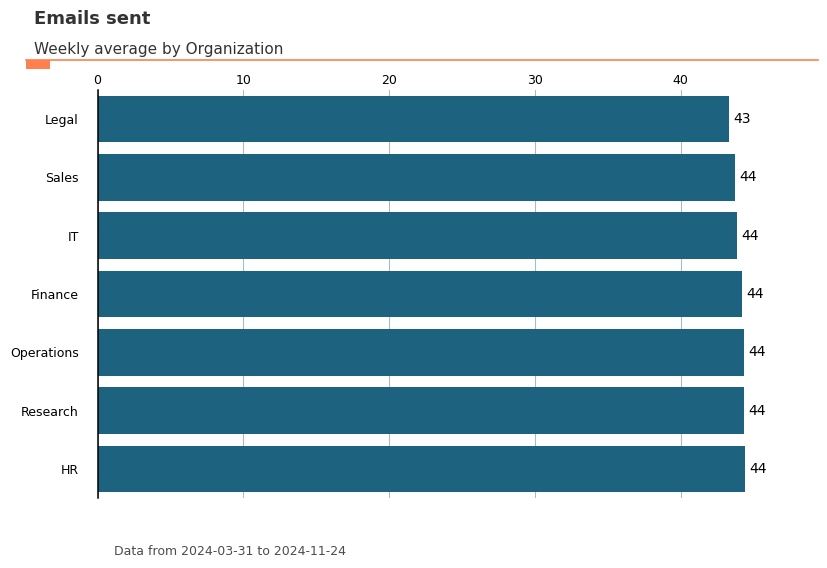 Emails sent
Weekly average by Organization
0 10 20 30 40
Legal 43
Sales 44
IT 44
Finance 44
Operations 44
Research 44
HR 44
Data from 2024-03-31 to 2024-11-24